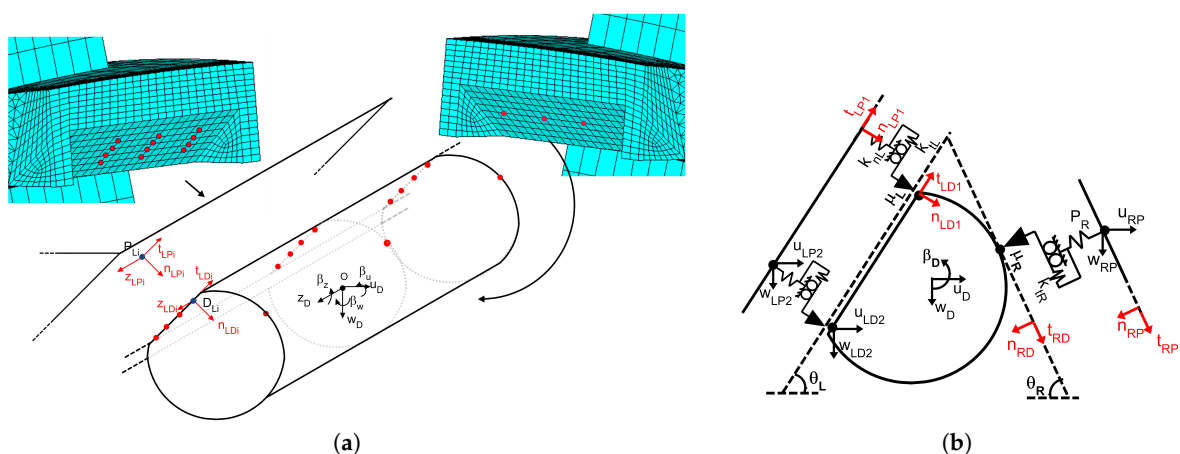 P_Li
t_LPi
z_LPi
n_LPi
t_LDi
z_LDi
D_Li
n_LDi
β_z
O
β_u
u_D
z_D
β_w
w_D
(a)
t_LP1
n_LP1
k_nL
k_tL
μ_L
t_LD1
n_LD1
u_LP2
w_LP2
β_D
u_D
w_D
u_LD2
w_LD2
μ_R
P_R
k_tR
u_RP
w_RP
n_RD
t_RD
n_RP
t_RP
θ_L
θ_R
(b)